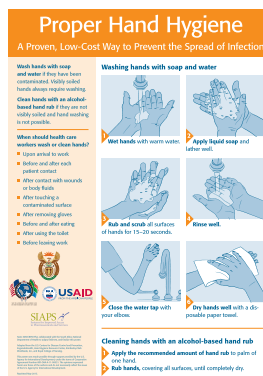 Proper Hand Hygiene
A Proven, Low-Cost Way to Prevent the Spread of Infection
Wash hands with soap
and water if they have been
contaminated. Visibly soiled
hands always require washing.
Clean hands with an alcohol-
based hand rub if they are not
visibly soiled and hand washing
is not possible.
When should health care
workers wash or clean hands?
Upon arrival to work
Before and after each
patient contact
After contact with wounds
or body fluids
After touching a
contaminated surface
After removing gloves
Before and after eating
After using the toilet
Before leaving work
USAID
SIAPS
Washing hands with soap and water
1 Wet hands with warm water.
2 Apply liquid soap and
lather well.
3 Rub and scrub all surfaces
of hands for 15–20 seconds.
4 Rinse well.
5 Close the water tap with
your elbow.
6 Dry hands well with a dis-
posable paper towel.
Cleaning hands with an alcohol-based hand rub
1 Apply the recommended amount of hand rub to palm of
one hand.
2 Rub hands, covering all surfaces, until completely dry.